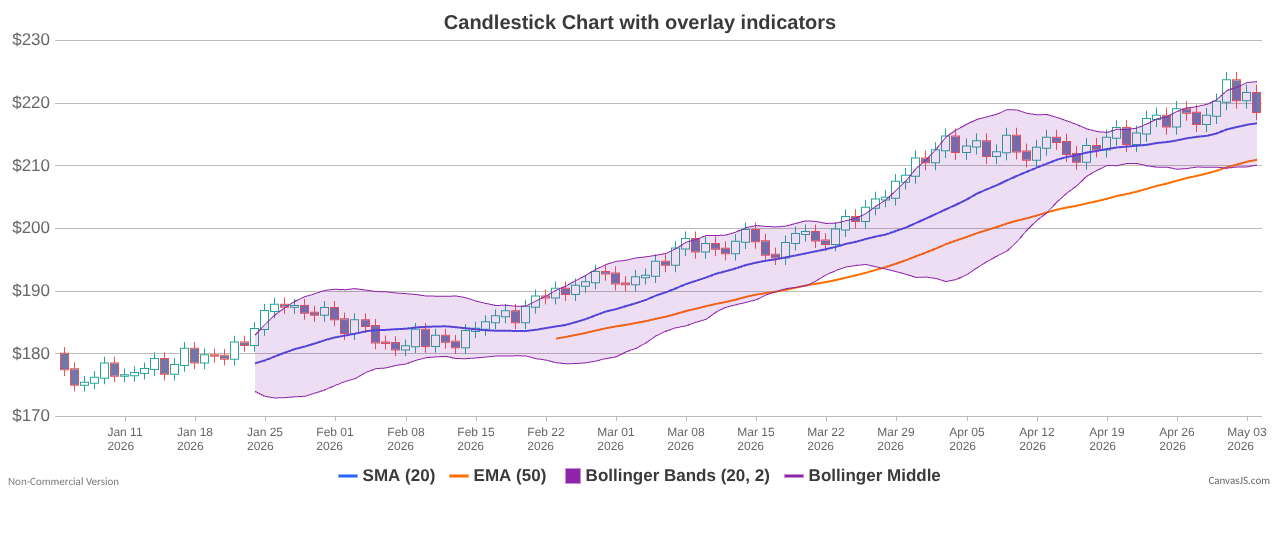 Candlestick Chart with overlay indicators
$230
$220
$210
$200
$190
$180
$170
Jan 11 Jan 18 Jan 25 Feb 01 Feb 08 Feb 15 Feb 22 Mar 01 Mar 08 Mar 15 Mar 22 Mar 29 Apr 05 Apr 12 Apr 19 Apr 26 May 03
2026 2026 2026 2026 2026 2026 2026 2026 2026 2026 2026 2026 2026 2026 2026 2026 2026
SMA (20) EMA (50) Bollinger Bands (20, 2) Bollinger Middle
Non-Commercial Version CanvasJS.com